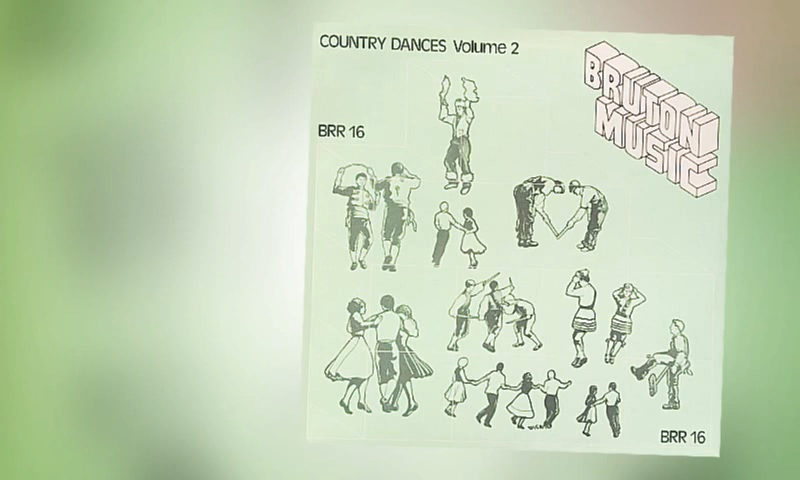 COUNTRY DANCES Volume 2
BRUTON
MUSIC
BRR 16
BRR 16